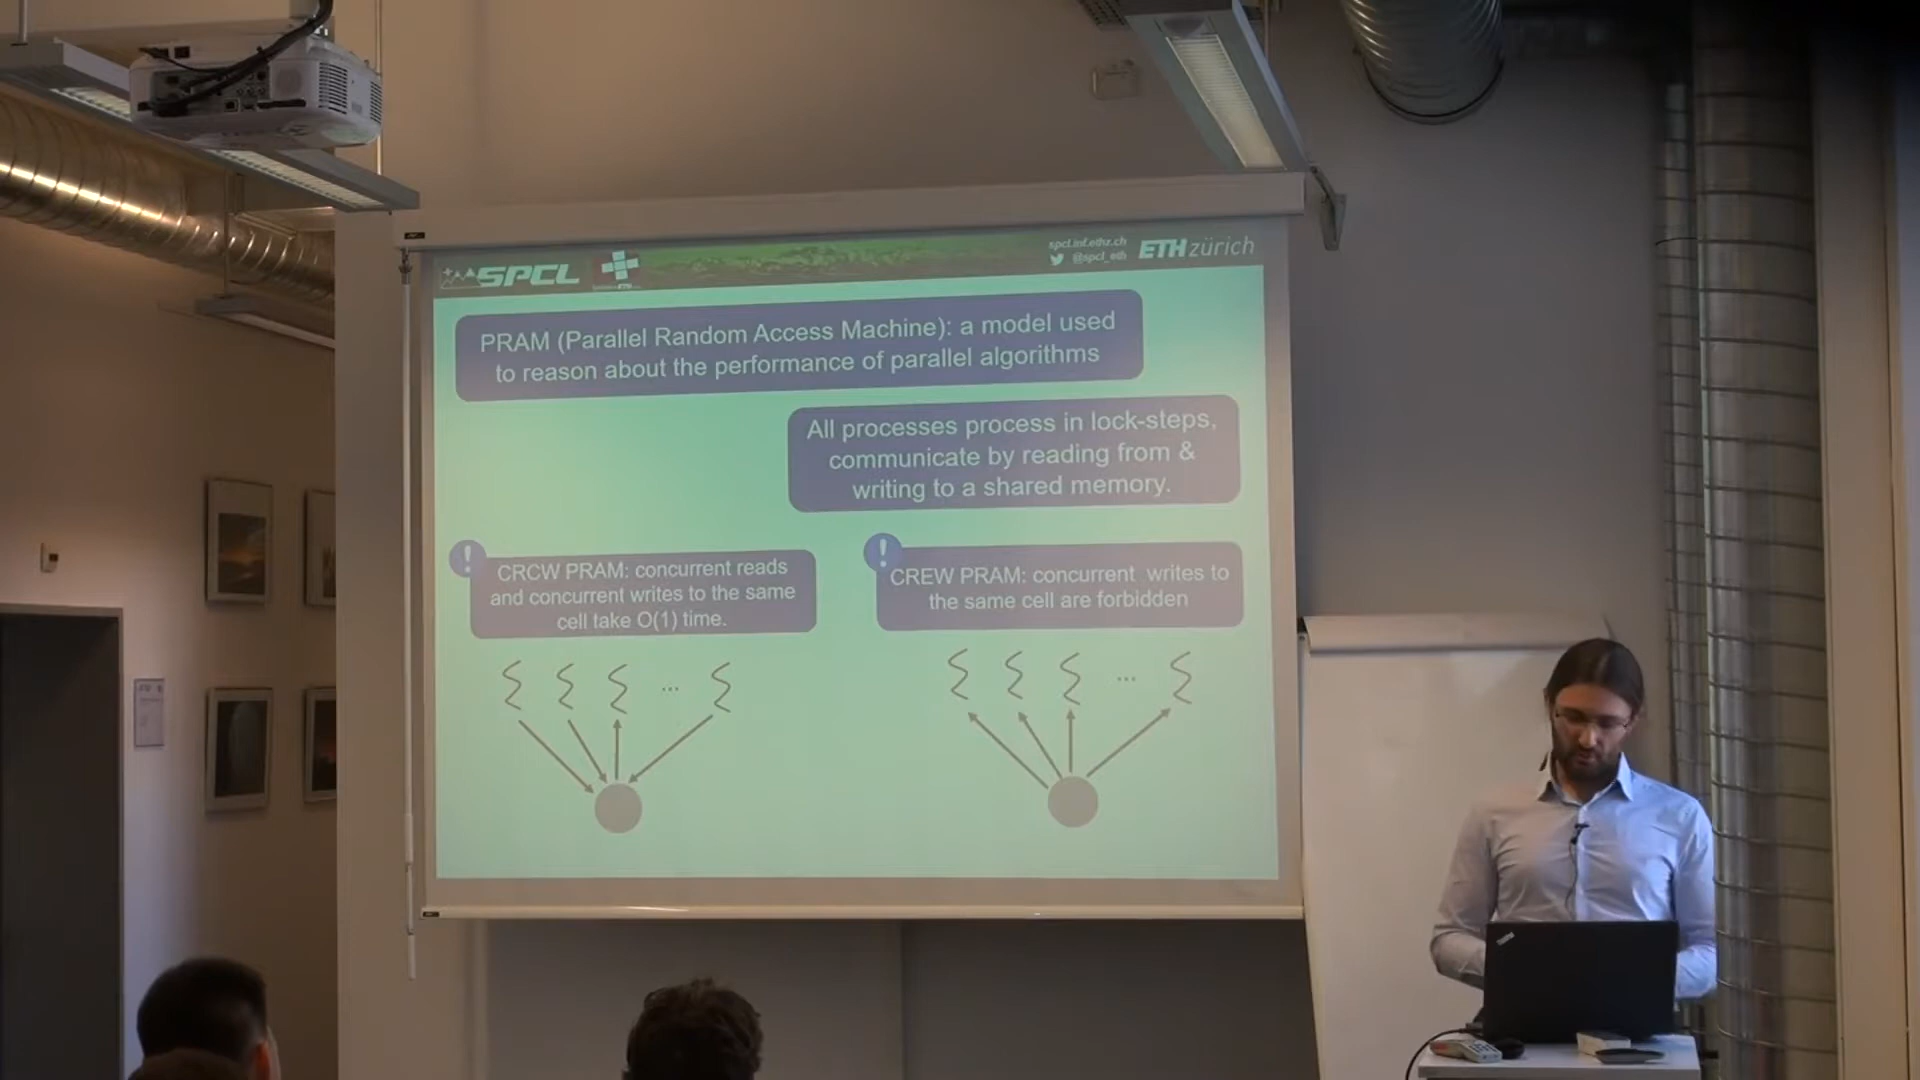 SPCL
spcl.inf.ethz.ch
@spcl_eth
ETH zürich
PRAM (Parallel Random Access Machine): a model used
to reason about the performance of parallel algorithms
All processes process in lock-steps,
communicate by reading from &
writing to a shared memory.
!
CRCW PRAM: concurrent reads
and concurrent writes to the same
cell take O(1) time.
!
CREW PRAM: concurrent writes to
the same cell are forbidden
...
...
ThinkPad